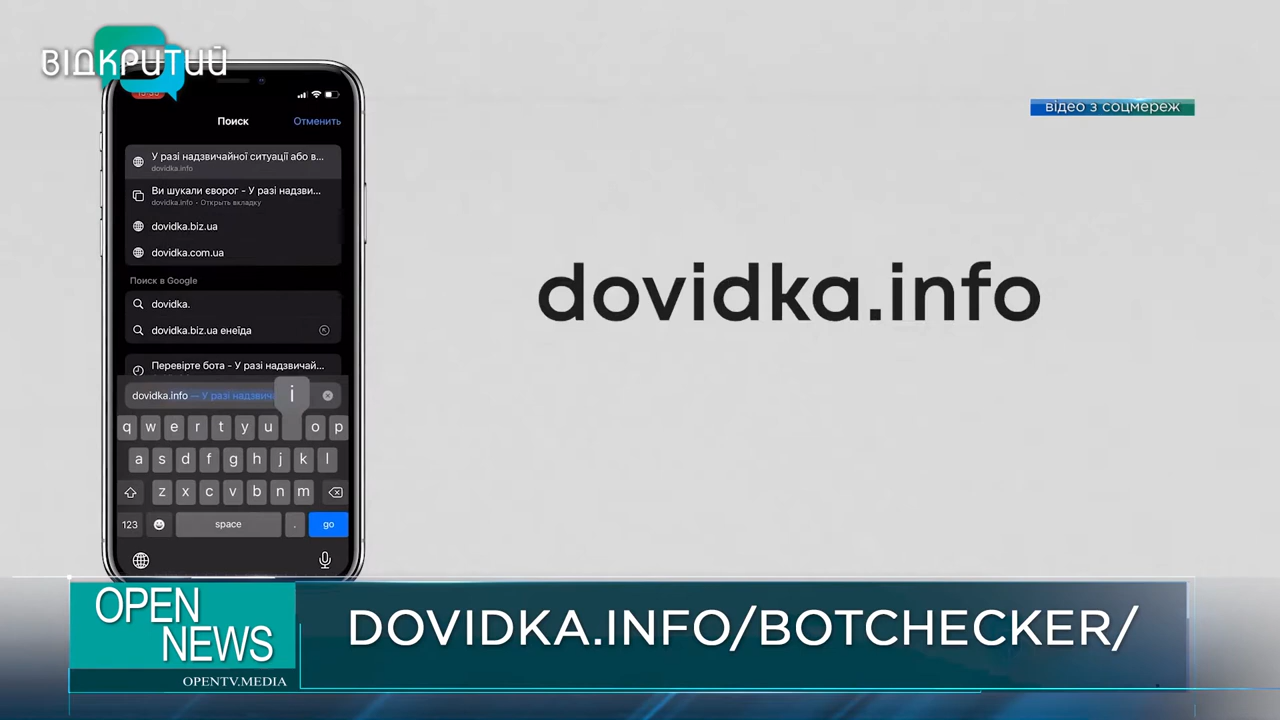 ВІДКРИТИЙ
відео з соцмереж
Поиск
Отменить
У разі надзвичайної ситуації або в...
dovidka.info
Ви шукали єворог - У разі надзви...
dovidka.info - Открыть вкладку
dovidka.biz.ua
dovidka.com.ua
Поиск в Google
dovidka.
dovidka.biz.ua енеїда
Перевірте бота - У разі надзвичай...
dovidka.info — У разі надзвича
i
q w e r t y u o p
a s d f g h j k l
z x c v b n m
123 space . go
dovidka.info
OPEN
NEWS
OPENTV.MEDIA
DOVIDKA.INFO/BOTCHECKER/